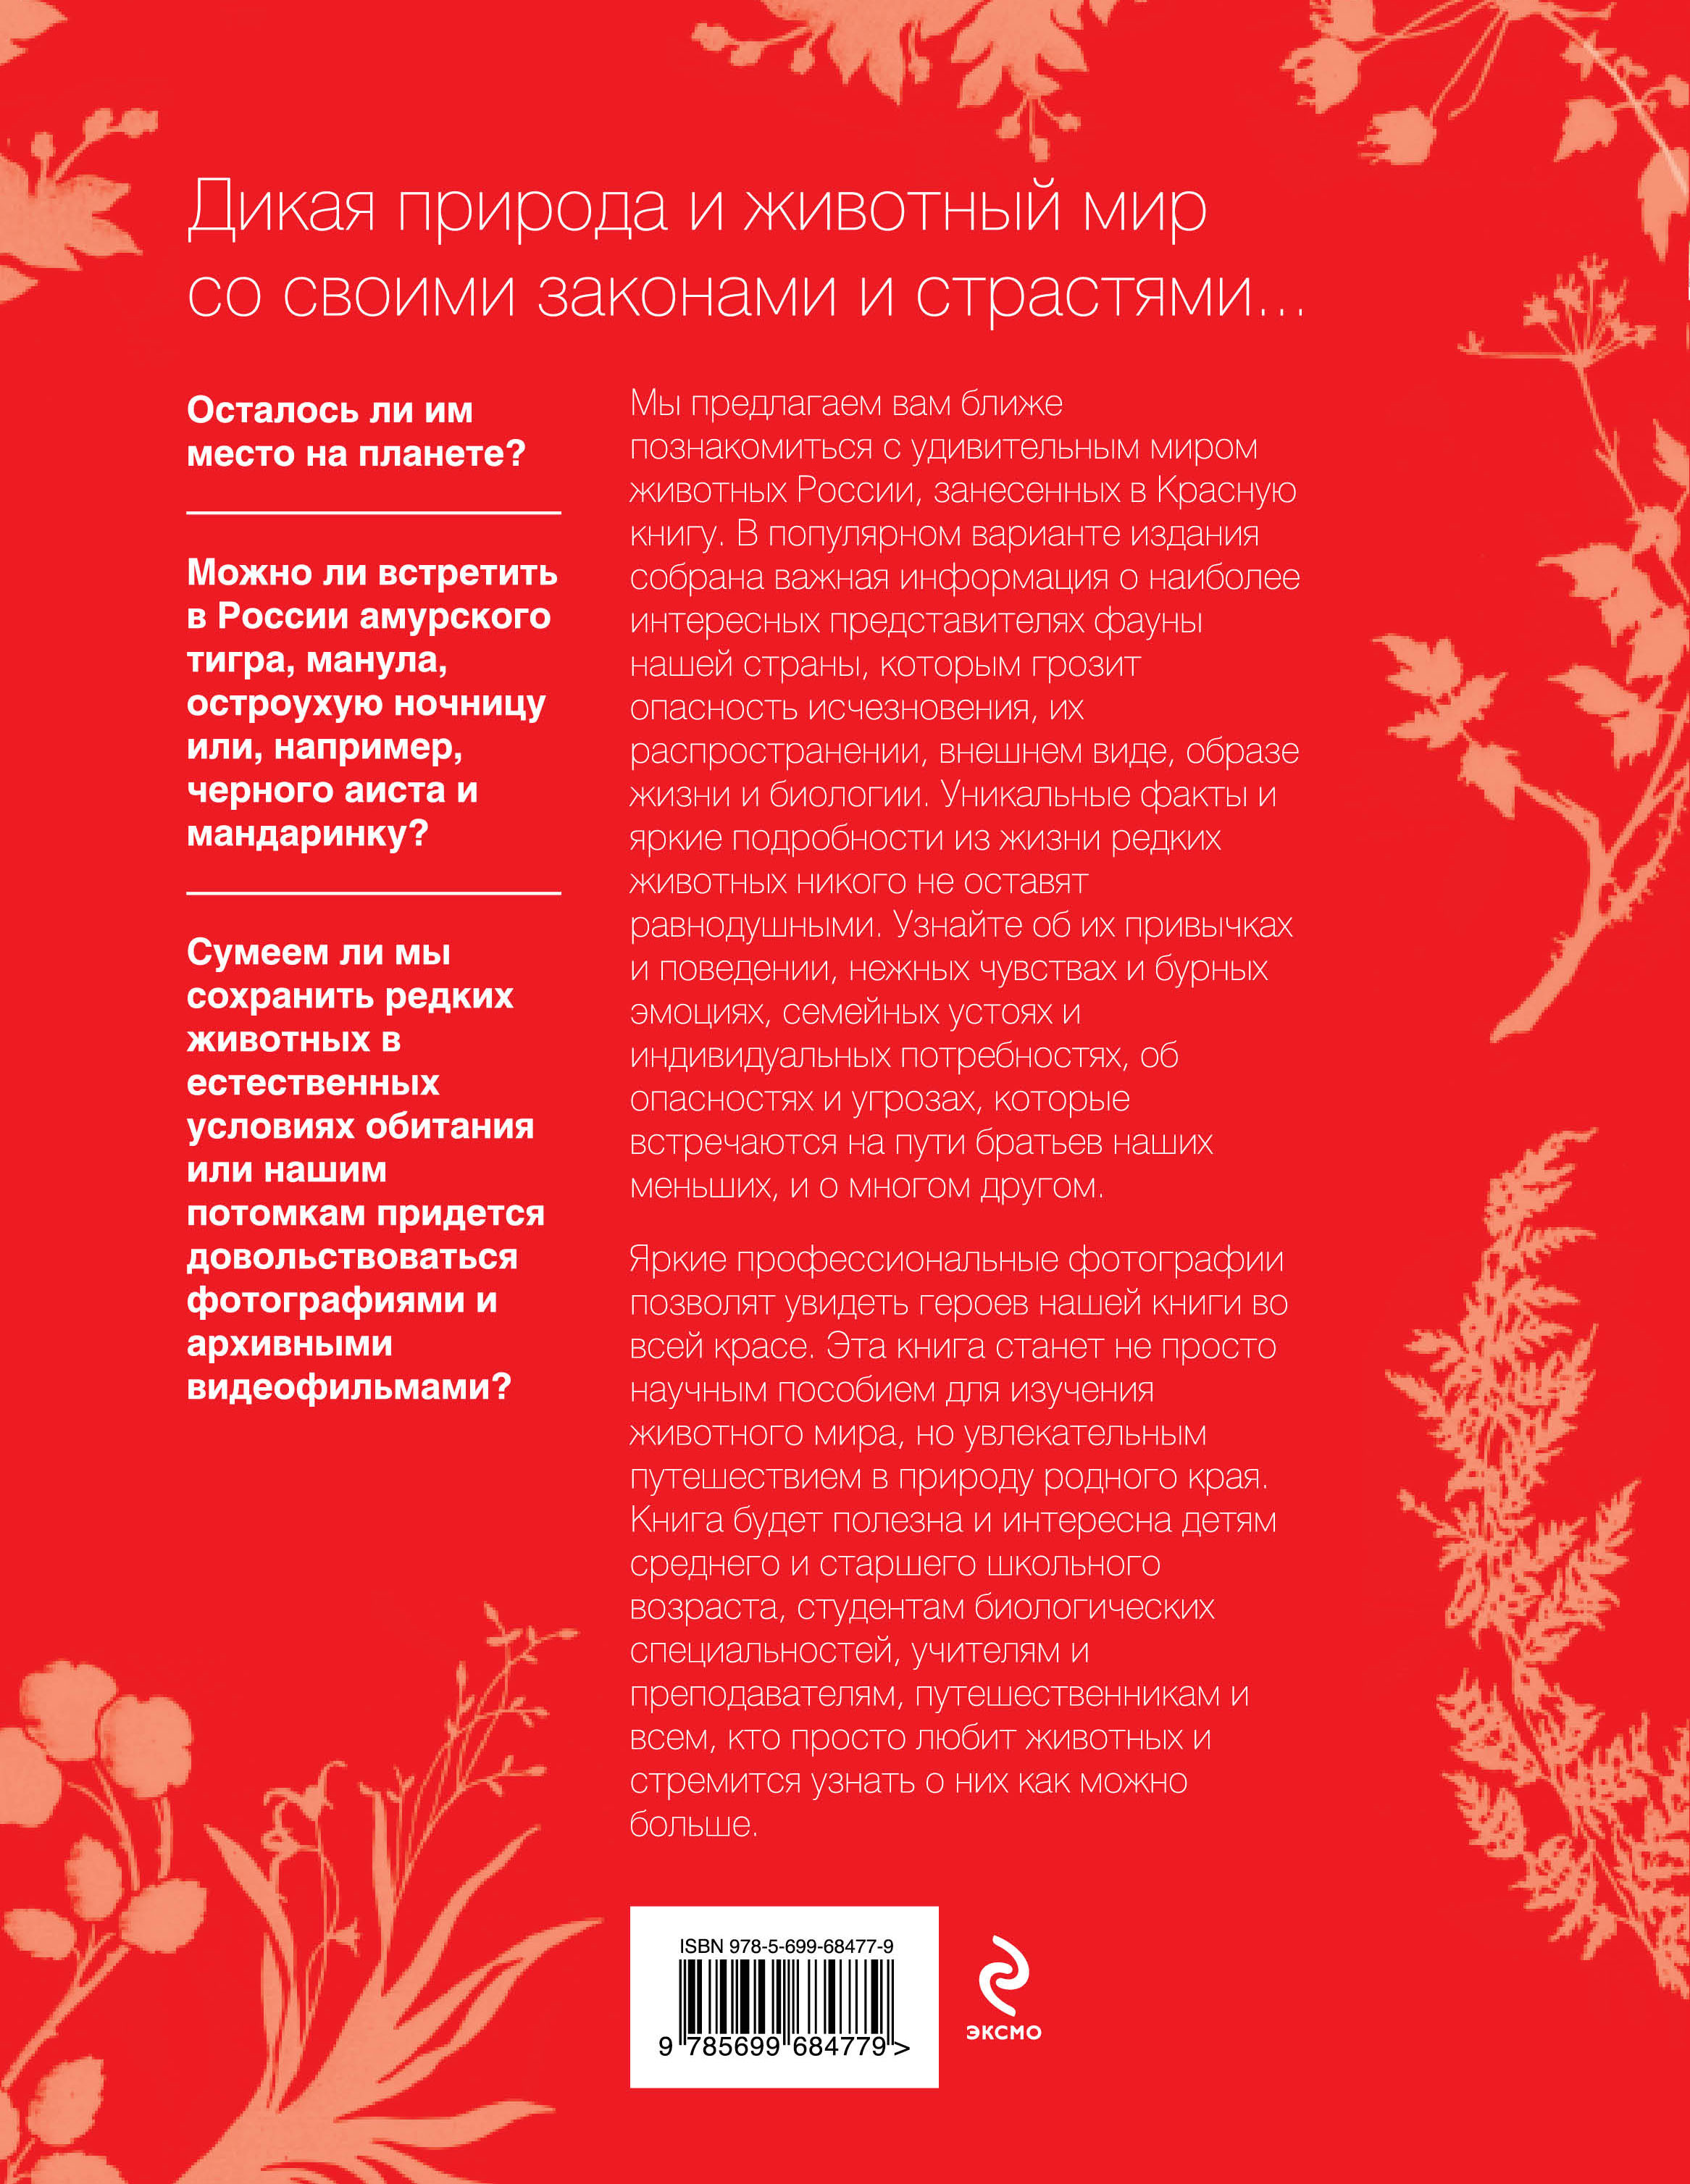 Дикая природа и животный мир
со своими законами и страстями...
Осталось ли им
место на планете?
Можно ли встретить
в России амурского
тигра, манула,
остроухую ночницу
или, например,
черного аиста и
мандаринку?
Сумеем ли мы
сохранить редких
животных в
естественных
условиях обитания
или нашим
потомкам придется
довольствоваться
фотографиями и
архивными
видеофильмами?
Мы предлагаем вам ближе
познакомиться с удивительным миром
животных России, занесенных в Красную
книгу. В популярном варианте издания
собрана важная информация о наиболее
интересных представителях фауны
нашей страны, которым грозит
опасность исчезновения, их
распространении, внешнем виде, образе
жизни и биологии. Уникальные факты и
яркие подробности из жизни редких
животных никого не оставят
равнодушными. Узнайте об их привычках
и поведении, нежных чувствах и бурных
эмоциях, семейных устоях и
индивидуальных потребностях, об
опасностях и угрозах, которые
встречаются на пути братьев наших
меньших, и о многом другом.
Яркие профессиональные фотографии
позволят увидеть героев нашей книги во
всей красе. Эта книга станет не просто
научным пособием для изучения
животного мира, но увлекательным
путешествием в природу родного края.
Книга будет полезна и интересна детям
среднего и старшего школьного
возраста, студентам биологических
специальностей, учителям и
преподавателям, путешественникам и
всем, кто просто любит животных и
стремится узнать о них как можно
больше.
ISBN 978-5-699-68477-9
9 785699 684779 >
ЭКСМО